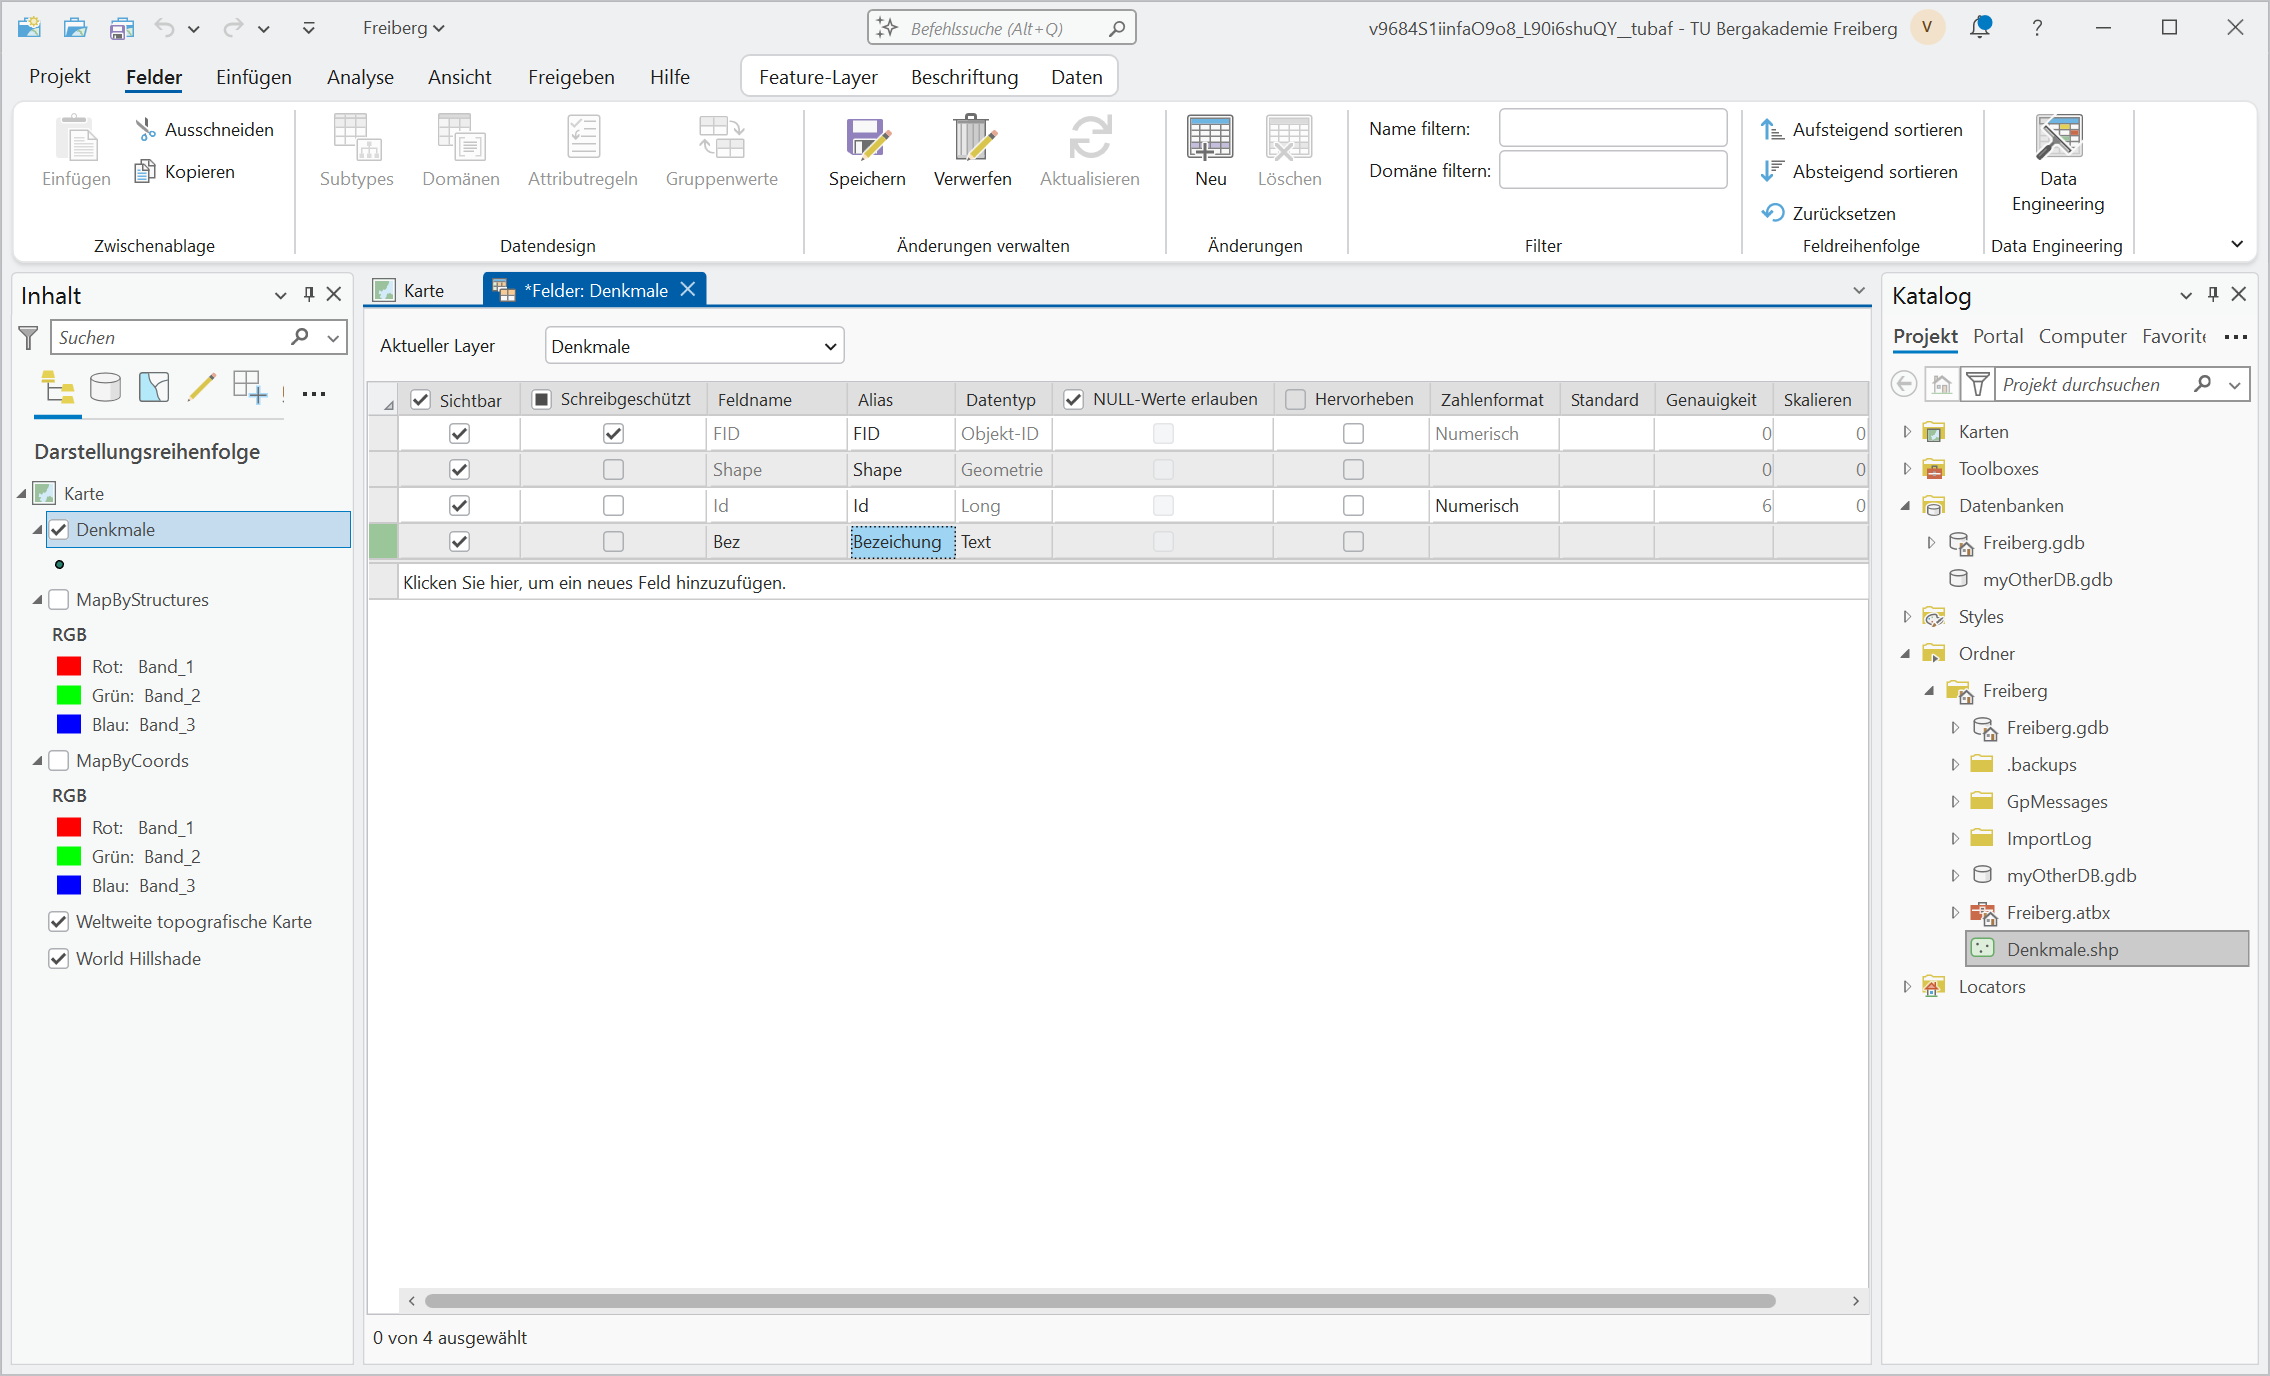 Freiberg
Befehlssuche (Alt+Q)
v9684S1iinfaO9o8_L90i6shuQY__tubaf - TU Bergakademie Freiberg
V
?
Projekt
Felder
Einfügen
Analyse
Ansicht
Freigeben
Hilfe
Feature-Layer
Beschriftung
Daten
Einfügen
Ausschneiden
Kopieren
Zwischenablage
Subtypes
Domänen
Attributregeln
Gruppenwerte
Datendesign
Speichern
Verwerfen
Aktualisieren
Änderungen verwalten
Neu
Löschen
Änderungen
Name filtern:
Domäne filtern:
Filter
Aufsteigend sortieren
Absteigend sortieren
Zurücksetzen
Feldreihenfolge
Data
Engineering
Data Engineering
Inhalt
Suchen
Darstellungsreihenfolge
Karte
Denkmale
MapByStructures
RGB
Rot: Band_1
Grün: Band_2
Blau: Band_3
MapByCoords
RGB
Rot: Band_1
Grün: Band_2
Blau: Band_3
Weltweite topografische Karte
World Hillshade
Karte
*Felder: Denkmale
Aktueller Layer
Denkmale
Sichtbar Schreibgeschützt Feldname Alias Datentyp NULL-Werte erlauben Hervorheben Zahlenformat Standard Genauigkeit Skalieren
FID FID Objekt-ID Numerisch 0 0
Shape Shape Geometrie 0 0
Id Id Long Numerisch 6 0
Bez Bezeichung Text
Klicken Sie hier, um ein neues Feld hinzuzufügen.
0 von 4 ausgewählt
Katalog
Projekt Portal Computer Favorite
Projekt durchsuchen
Karten
Toolboxes
Datenbanken
Freiberg.gdb
myOtherDB.gdb
Styles
Ordner
Freiberg
Freiberg.gdb
.backups
GpMessages
ImportLog
myOtherDB.gdb
Freiberg.atbx
Denkmale.shp
Locators